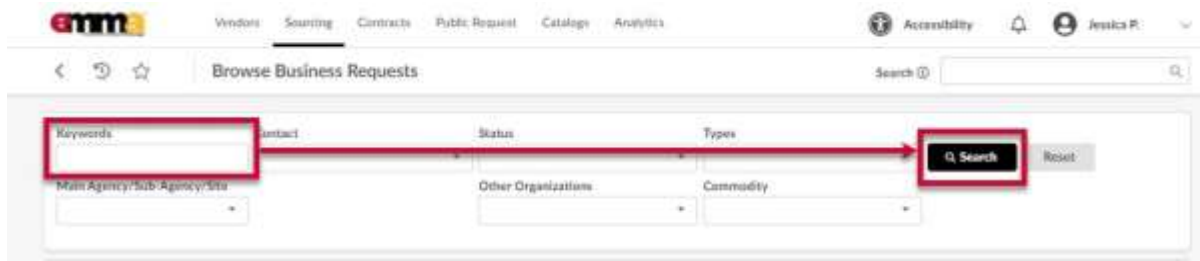 emma Vendors Sourcing Contracts Public Request Catalogs Analytics Accessibility Jessica P.
Browse Business Requests Search
Keywords Contact Status Types
Search Reset
Main Agency/Sub-Agency/Site Other Organizations Commodity